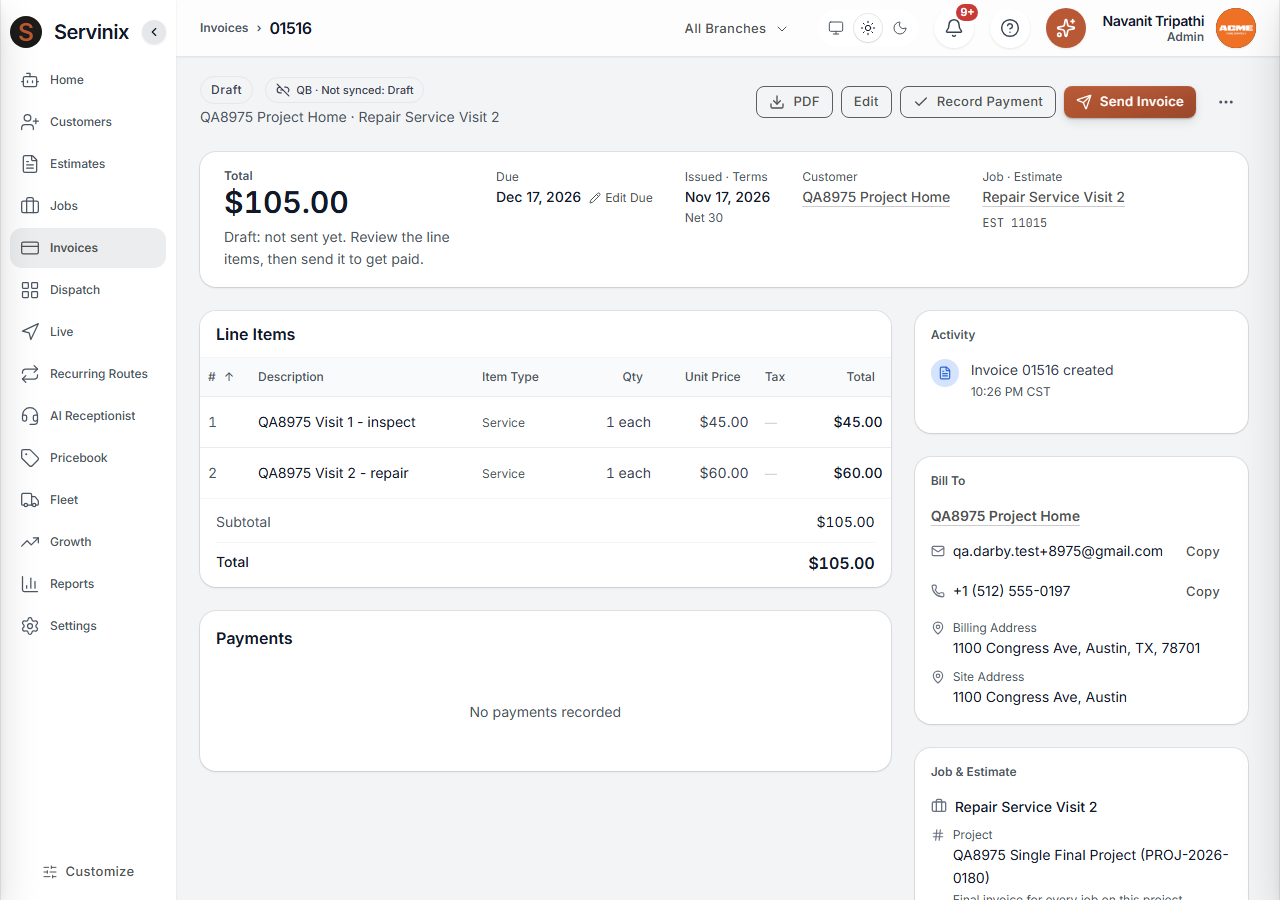 S Servinix
Home
Customers
Estimates
Jobs
Invoices
Dispatch
Live
Recurring Routes
AI Receptionist
Pricebook
Fleet
Growth
Reports
Settings
Customize
Invoices › 01516
All Branches
9+
Navanit Tripathi
Admin
ACME
Draft
QB · Not synced: Draft
QA8975 Project Home · Repair Service Visit 2
PDF
Edit
Record Payment
Send Invoice
Total
$105.00
Draft: not sent yet. Review the line
items, then send it to get paid.
Due
Dec 17, 2026 Edit Due
Issued · Terms
Nov 17, 2026
Net 30
Customer
QA8975 Project Home
Job · Estimate
Repair Service Visit 2
EST 11015
Line Items
# ↑ Description Item Type Qty Unit Price Tax Total
1 QA8975 Visit 1 - inspect Service 1 each $45.00 — $45.00
2 QA8975 Visit 2 - repair Service 1 each $60.00 — $60.00
Subtotal $105.00
Total $105.00
Payments
No payments recorded
Activity
Invoice 01516 created
10:26 PM CST
Bill To
QA8975 Project Home
qa.darby.test+8975@gmail.com Copy
+1 (512) 555-0197 Copy
Billing Address
1100 Congress Ave, Austin, TX, 78701
Site Address
1100 Congress Ave, Austin
Job & Estimate
Repair Service Visit 2
Project
QA8975 Single Final Project (PROJ-2026-
0180)
Final invoice for every job on this project